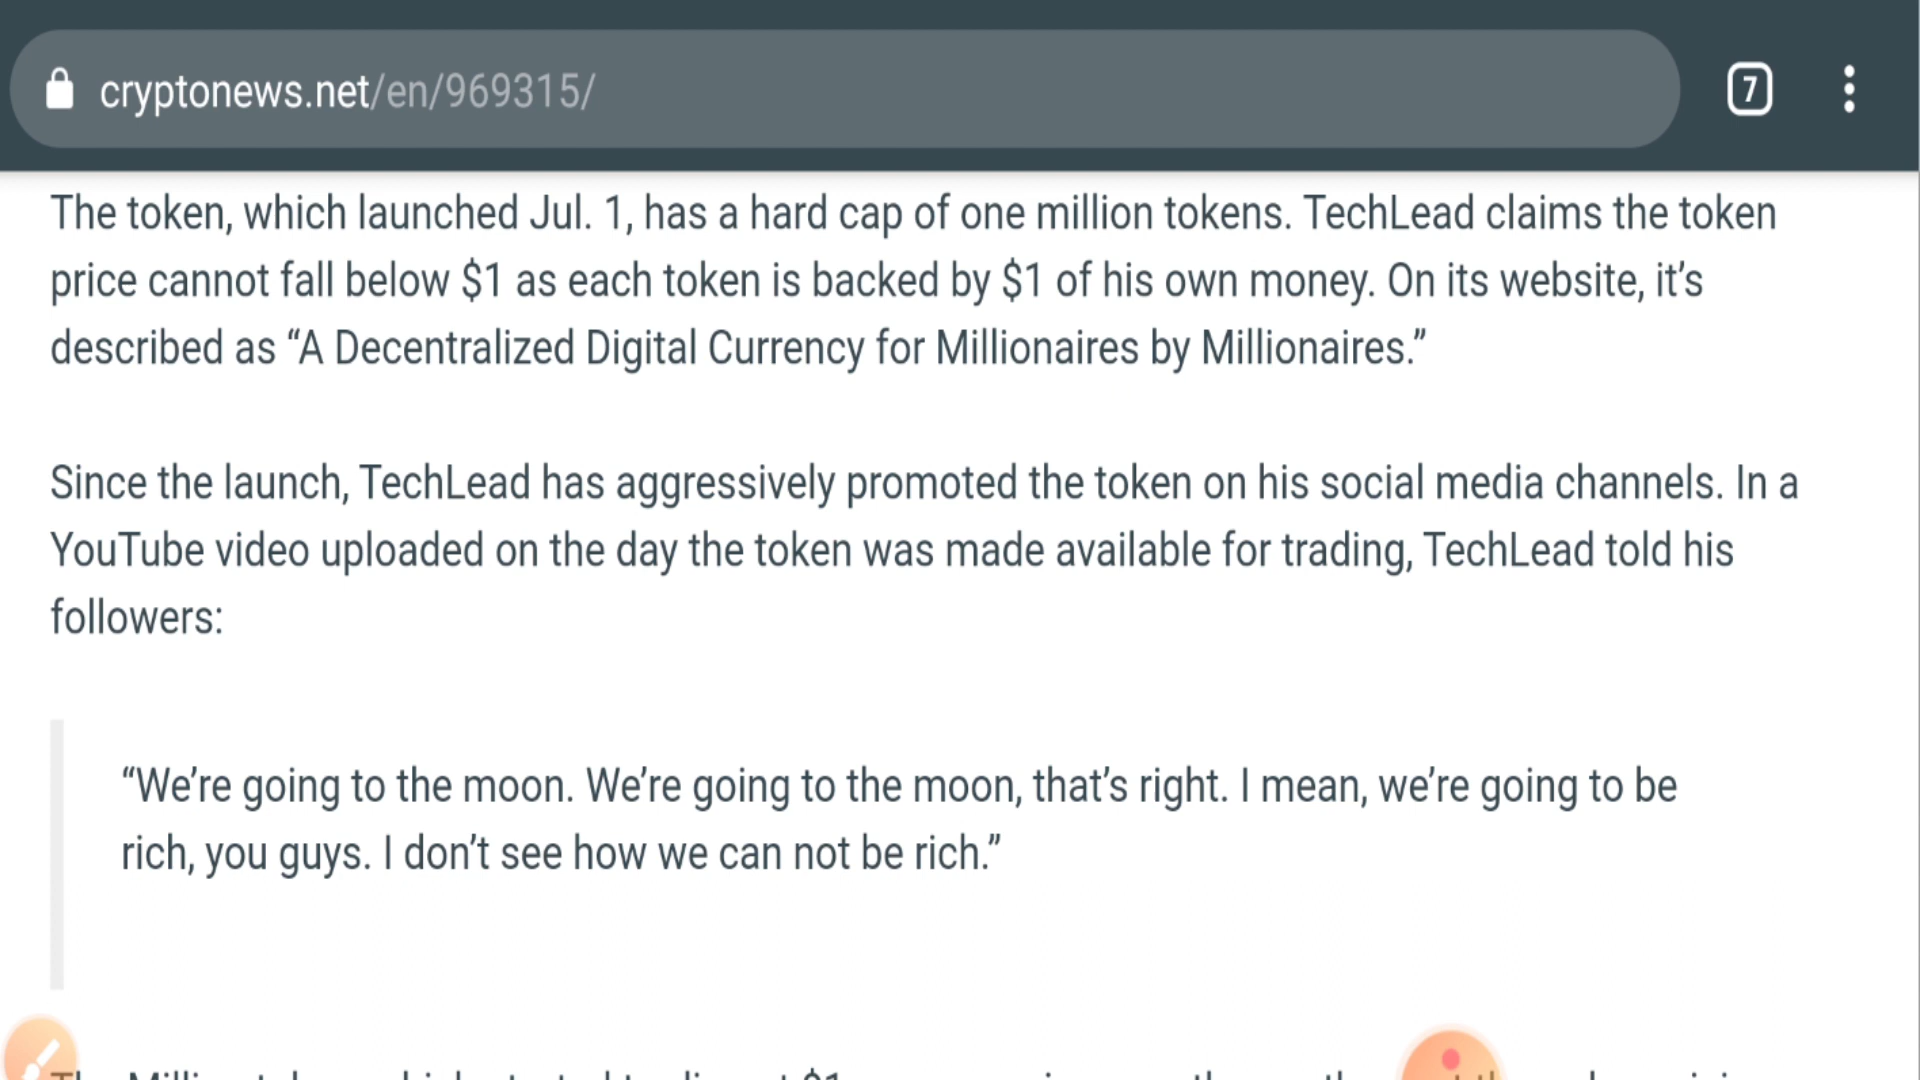 cryptonews.net/en/969315/
7
The token, which launched Jul. 1, has a hard cap of one million tokens. TechLead claims the token
price cannot fall below $1 as each token is backed by $1 of his own money. On its website, it’s
described as “A Decentralized Digital Currency for Millionaires by Millionaires.”
Since the launch, TechLead has aggressively promoted the token on his social media channels. In a
YouTube video uploaded on the day the token was made available for trading, TechLead told his
followers:
“We’re going to the moon. We’re going to the moon, that’s right. I mean, we’re going to be
rich, you guys. I don’t see how we can not be rich.”